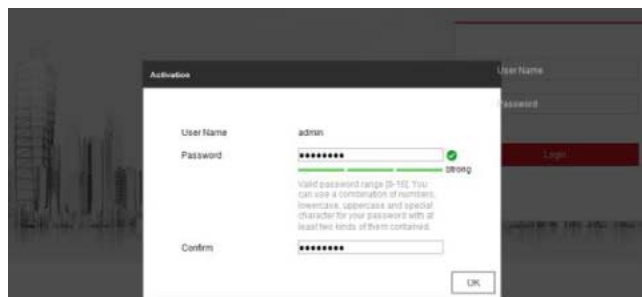 Activation
User Name
Password
Login
User Name admin
Password ●●●●●●●●
Strong
Valid password range [8-16]. You
can use a combination of numbers,
lowercase, uppercase and special
character for your password with at
least two kinds of them contained.
Confirm ●●●●●●●●
OK